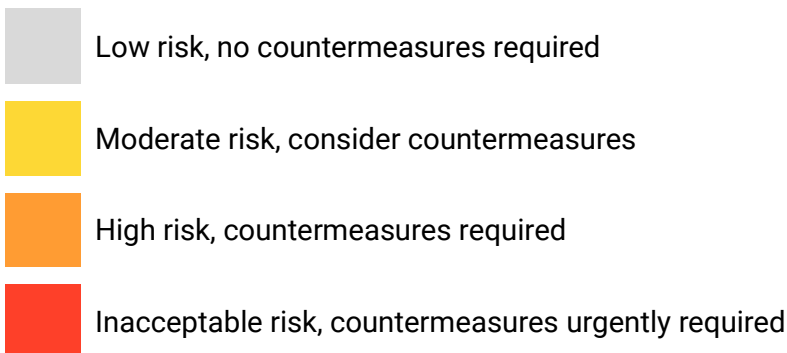 Low risk, no countermeasures required
Moderate risk, consider countermeasures
High risk, countermeasures required
Inacceptable risk, countermeasures urgently required